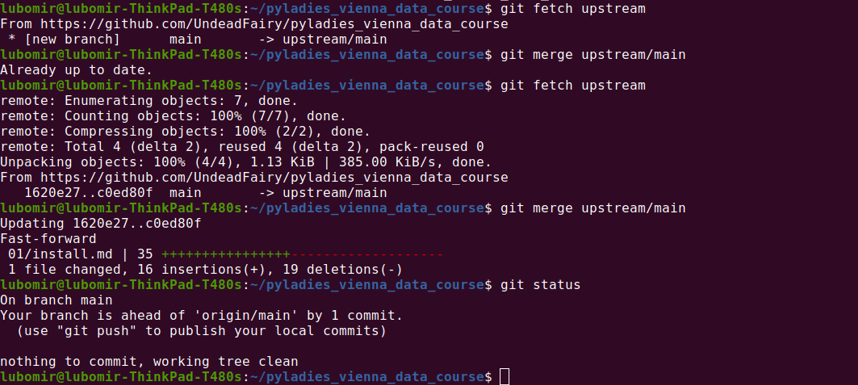 lubomir@lubomir-ThinkPad-T480s:~/pyladies_vienna_data_course$ git fetch upstream
From https://github.com/UndeadFairy/pyladies_vienna_data_course
 * [new branch]      main       -> upstream/main
lubomir@lubomir-ThinkPad-T480s:~/pyladies_vienna_data_course$ git merge upstream/main
Already up to date.
lubomir@lubomir-ThinkPad-T480s:~/pyladies_vienna_data_course$ git fetch upstream
remote: Enumerating objects: 7, done.
remote: Counting objects: 100% (7/7), done.
remote: Compressing objects: 100% (2/2), done.
remote: Total 4 (delta 2), reused 4 (delta 2), pack-reused 0
Unpacking objects: 100% (4/4), 1.13 KiB | 385.00 KiB/s, done.
From https://github.com/UndeadFairy/pyladies_vienna_data_course
   1620e27..c0ed80f  main       -> upstream/main
lubomir@lubomir-ThinkPad-T480s:~/pyladies_vienna_data_course$ git merge upstream/main
Updating 1620e27..c0ed80f
Fast-forward
 01/install.md | 35 ++++++++++++++++-------------------
 1 file changed, 16 insertions(+), 19 deletions(-)
lubomir@lubomir-ThinkPad-T480s:~/pyladies_vienna_data_course$ git status
On branch main
Your branch is ahead of 'origin/main' by 1 commit.
  (use "git push" to publish your local commits)

nothing to commit, working tree clean
lubomir@lubomir-ThinkPad-T480s:~/pyladies_vienna_data_course$